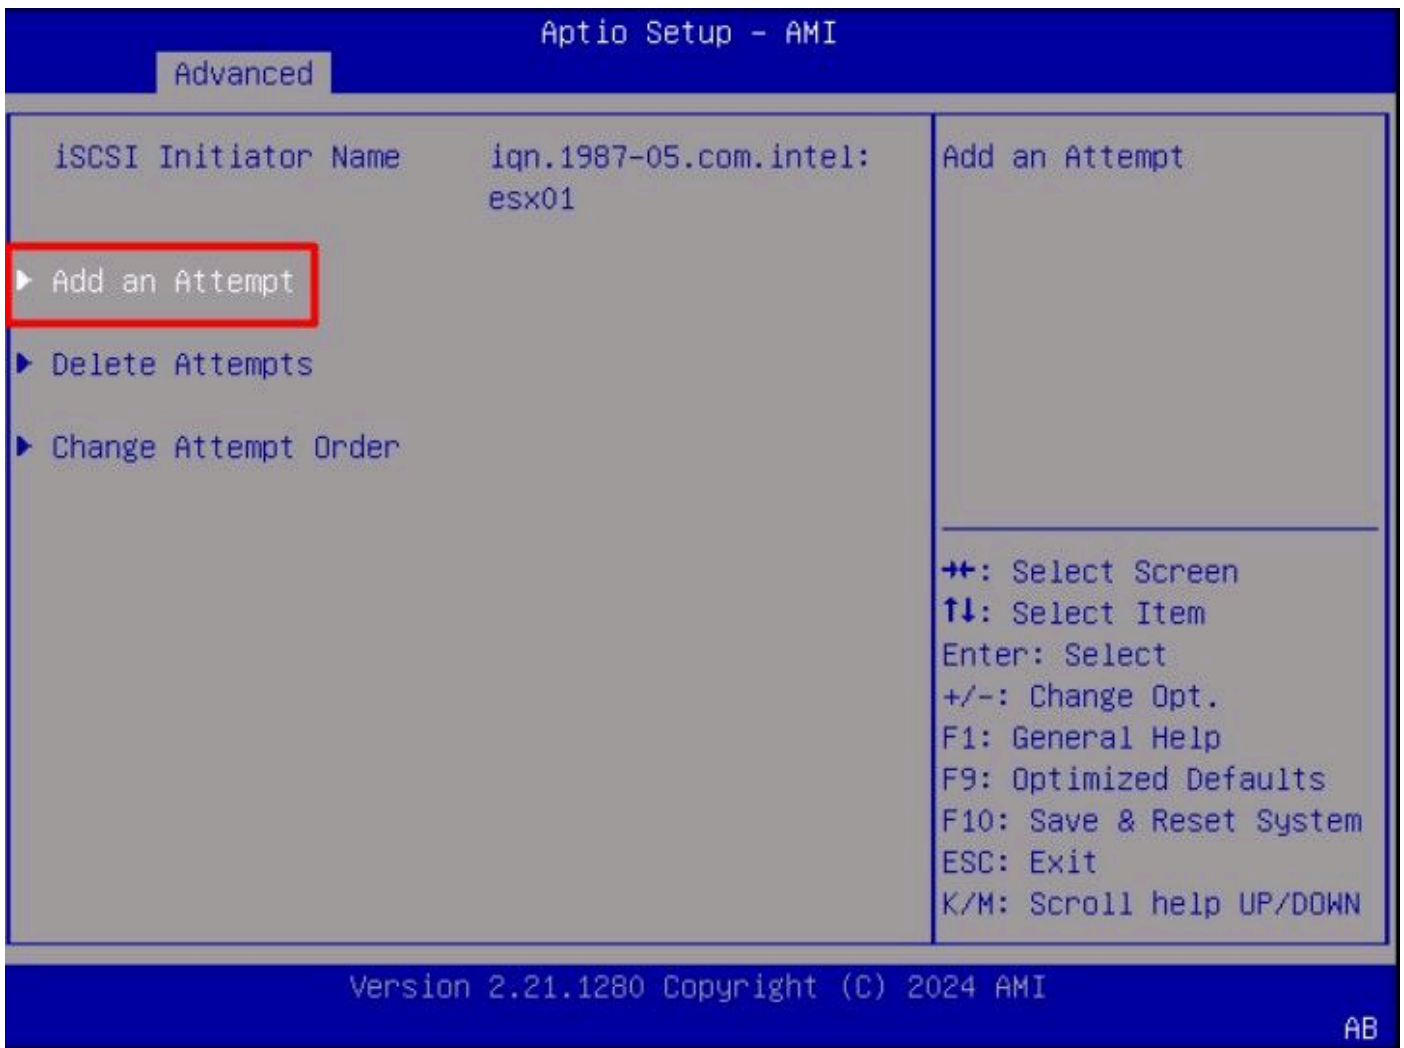 Aptio Setup – AMI
Advanced
iSCSI Initiator Name iqn.1987-05.com.intel:
esx01
Add an Attempt
Delete Attempts
Change Attempt Order
Add an Attempt
→←: Select Screen
↑↓: Select Item
Enter: Select
+/-: Change Opt.
F1: General Help
F9: Optimized Defaults
F10: Save & Reset System
ESC: Exit
K/M: Scroll help UP/DOWN
Version 2.21.1280 Copyright (C) 2024 AMI
AB